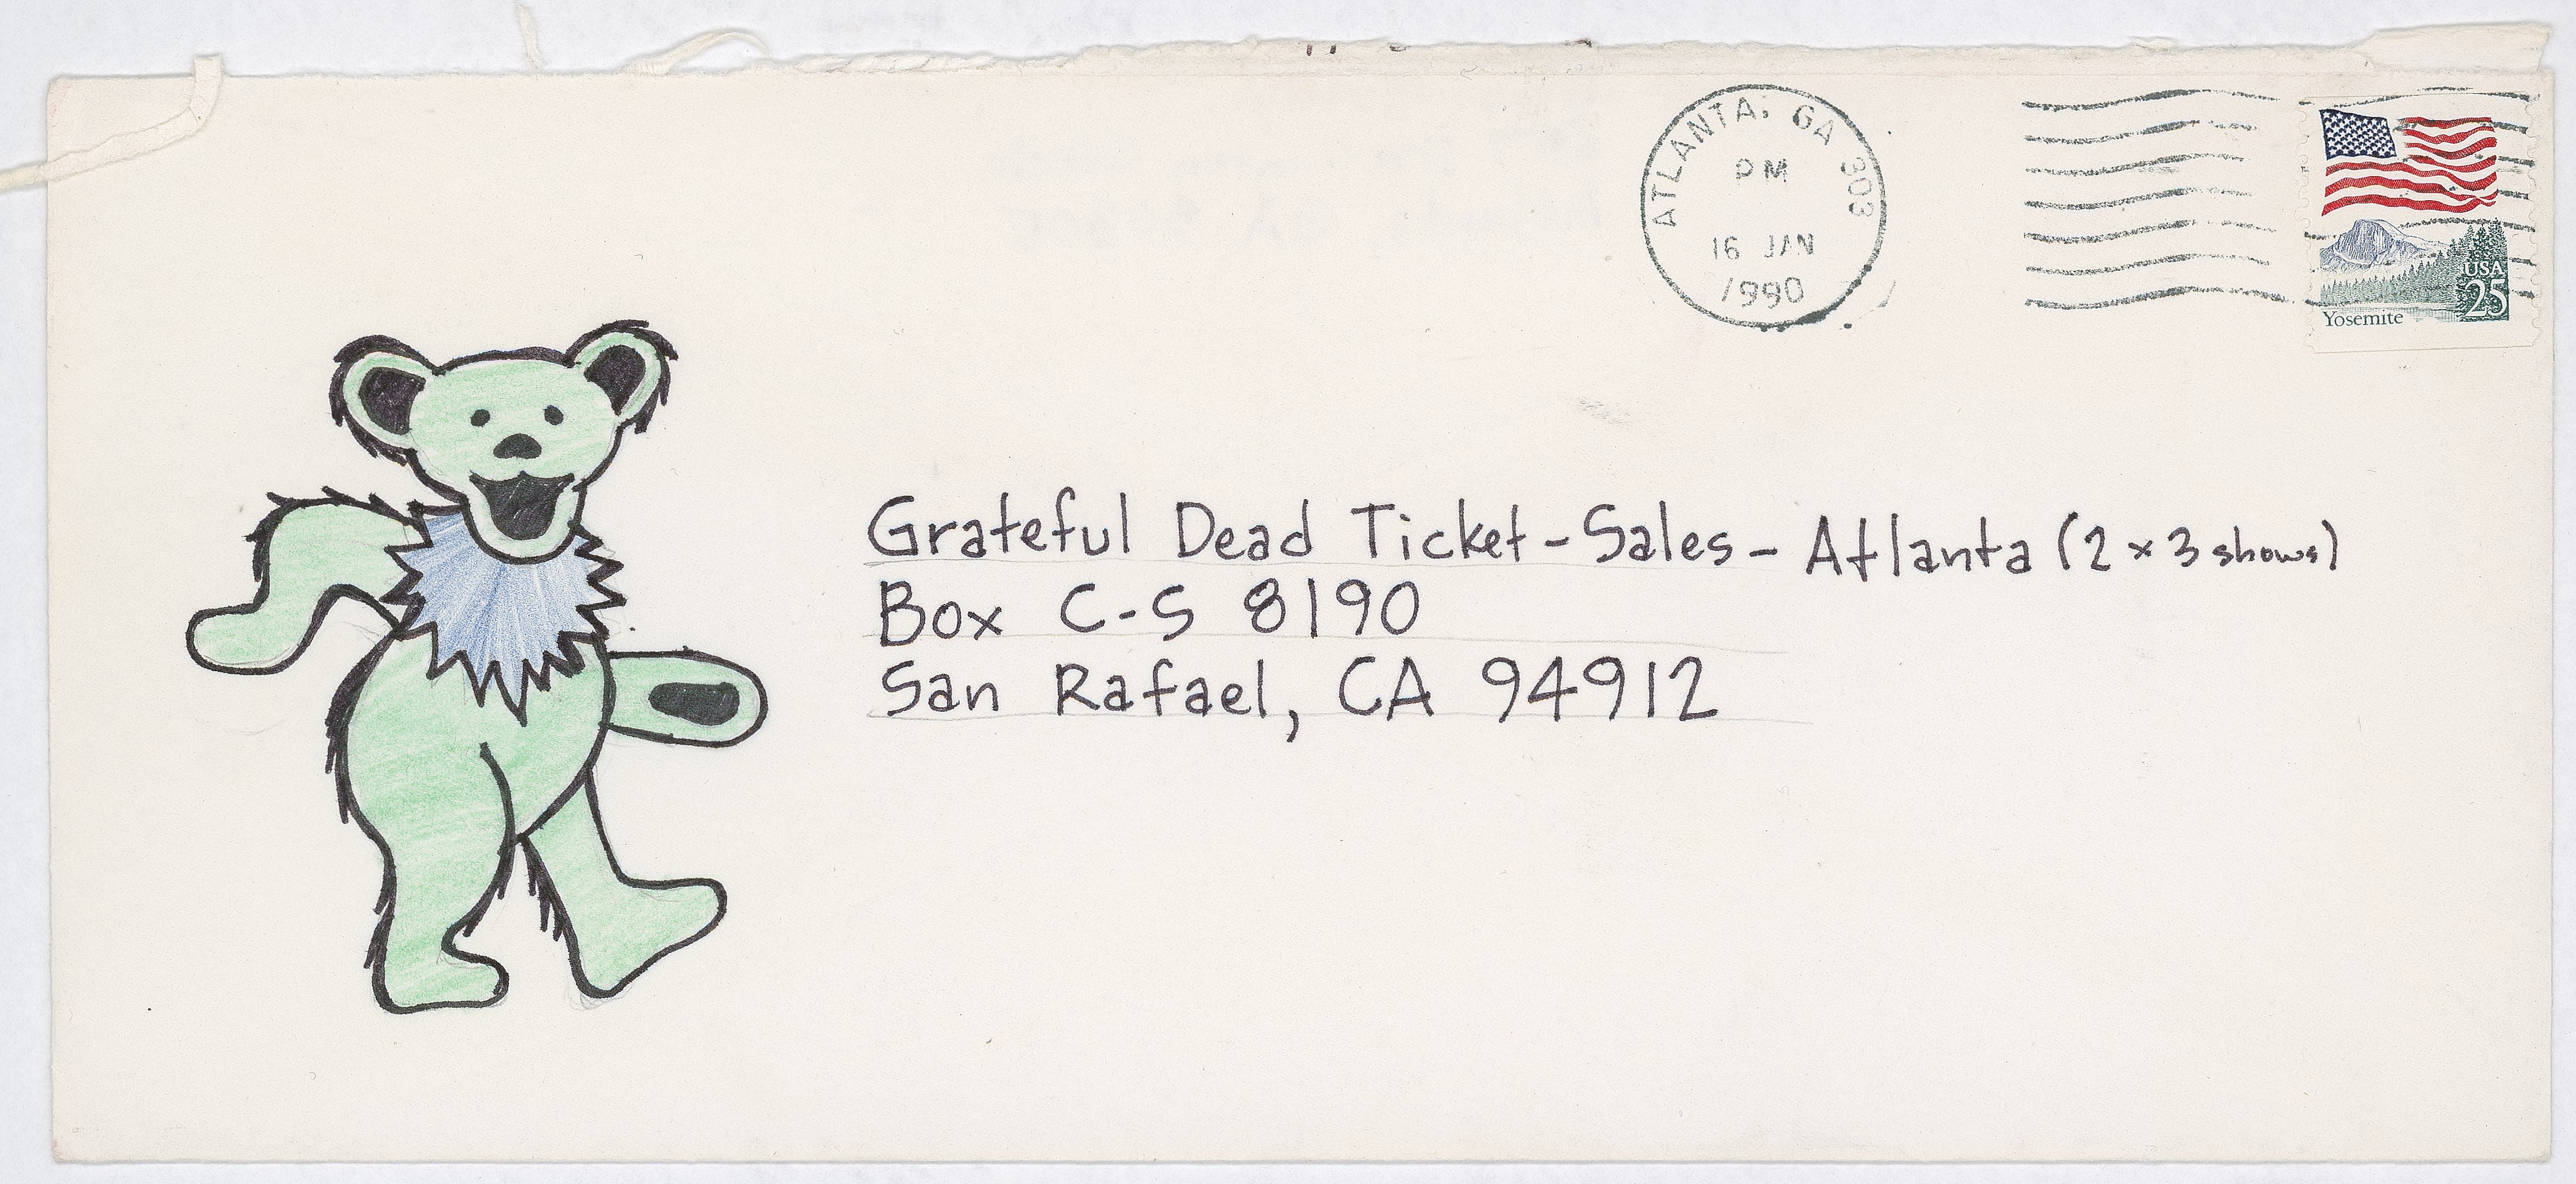 ATLANTA, GA 303
PM
16 JAN
1990
USA
25
Yosemite
Grateful Dead Ticket-Sales-Atlanta (2 x 3 shows)
Box C-S 8190
San Rafael, CA 94912